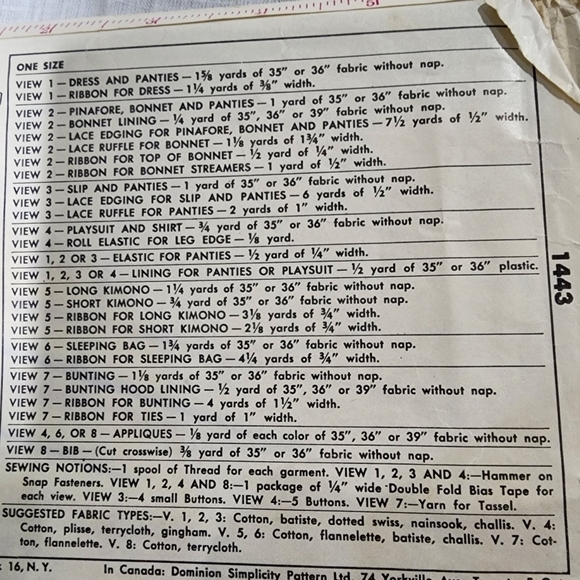 ONE SIZE
VIEW 1—DRESS AND PANTIES—1⅝ yards of 35" or 36" fabric without nap.
VIEW 1—RIBBON FOR DRESS—1¼ yards of ⅜" width.
VIEW 2—PINAFORE, BONNET AND PANTIES—1 yard of 35" or 36" fabric without nap.
VIEW 2—BONNET LINING—¼ yard of 35", 36" or 39" fabric without nap.
VIEW 2—LACE EDGING FOR PINAFORE, BONNET AND PANTIES—7½ yards of ½" width.
VIEW 2—LACE RUFFLE FOR BONNET—1⅛ yards of 1¾" width.
VIEW 2—RIBBON FOR TOP OF BONNET—½ yard of ¼" width.
VIEW 2—RIBBON FOR BONNET STREAMERS—1 yard of ½" width.
VIEW 3—SLIP AND PANTIES—1 yard of 35" or 36" fabric without nap.
VIEW 3—LACE EDGING FOR SLIP AND PANTIES—6 yards of ½" width.
VIEW 3—LACE RUFFLE FOR PANTIES—2 yards of 1" width.
VIEW 4—PLAYSUIT AND SHIRT—¾ yard of 35" or 36" fabric without nap.
VIEW 4—ROLL ELASTIC FOR LEG EDGE—⅛ yard.
VIEW 1, 2 OR 3—ELASTIC FOR PANTIES—½ yard of ¼" width.
VIEW 1, 2, 3 OR 4—LINING FOR PANTIES OR PLAYSUIT—½ yard of 35" or 36" plastic.
VIEW 5—LONG KIMONO—1¼ yards of 35" or 36" fabric without nap.
VIEW 5—SHORT KIMONO—¾ yard of 35" or 36" fabric without nap.
VIEW 5—RIBBON FOR LONG KIMONO—3⅛ yards of ¾" width.
VIEW 5—RIBBON FOR SHORT KIMONO—2⅛ yards of ¾" width.
VIEW 6—SLEEPING BAG—1¾ yards of 35" or 36" fabric without nap.
VIEW 6—RIBBON FOR SLEEPING BAG—4¼ yards of ¾" width.
VIEW 7—BUNTING—1⅛ yards of 35" or 36" fabric without nap.
VIEW 7—BUNTING HOOD LINING—½ yard of 35", 36" or 39" fabric without nap.
VIEW 7—RIBBON FOR BUNTING—4 yards of 1½" width.
VIEW 7—RIBBON FOR TIES—1 yard of 1" width.
VIEW 4, 6, OR 8—APPLIQUES—⅛ yard of each color of 35", 36" or 39" fabric without nap.
VIEW 8—BIB—(Cut crosswise) ⅜ yard of 35" or 36" fabric without nap.
SEWING NOTIONS:—1 spool of Thread for each garment. VIEW 1, 2, 3 AND 4:—Hammer on
Snap Fasteners. VIEW 1, 2, 4 AND 8:—1 package of ¼" wide Double Fold Bias Tape for
each view. VIEW 3:—4 small Buttons. VIEW 4:—5 Buttons. VIEW 7:—Yarn for Tassel.
SUGGESTED FABRIC TYPES:—V. 1, 2, 3: Cotton, batiste, dotted swiss, nainsook, challis. V. 4:
Cotton, plisse, terrycloth, gingham. V. 5, 6: Cotton, flannelette, batiste, challis. V. 7: Cot-
ton, flannelette. V. 8: Cotton, terrycloth.
16, N.Y. In Canada: Dominion Simplicity Pattern Ltd. 74
1443